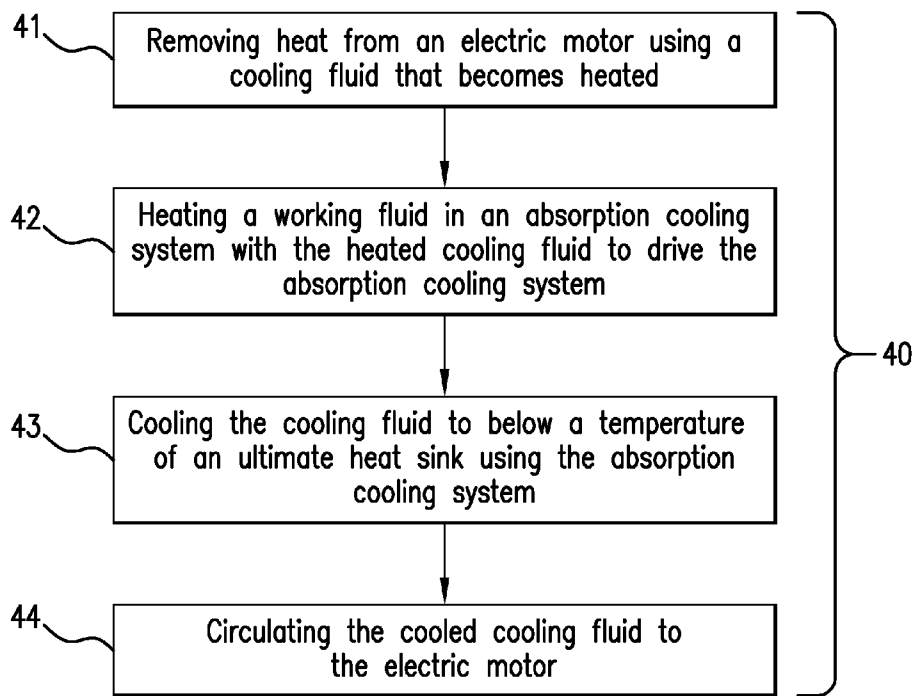 41
Removing heat from an electric motor using a
cooling fluid that becomes heated
42
Heating a working fluid in an absorption cooling
system with the heated cooling fluid to drive the
absorption cooling system
40
43
Cooling the cooling fluid to below a temperature
of an ultimate heat sink using the absorption
cooling system
44
Circulating the cooled cooling fluid to
the electric motor